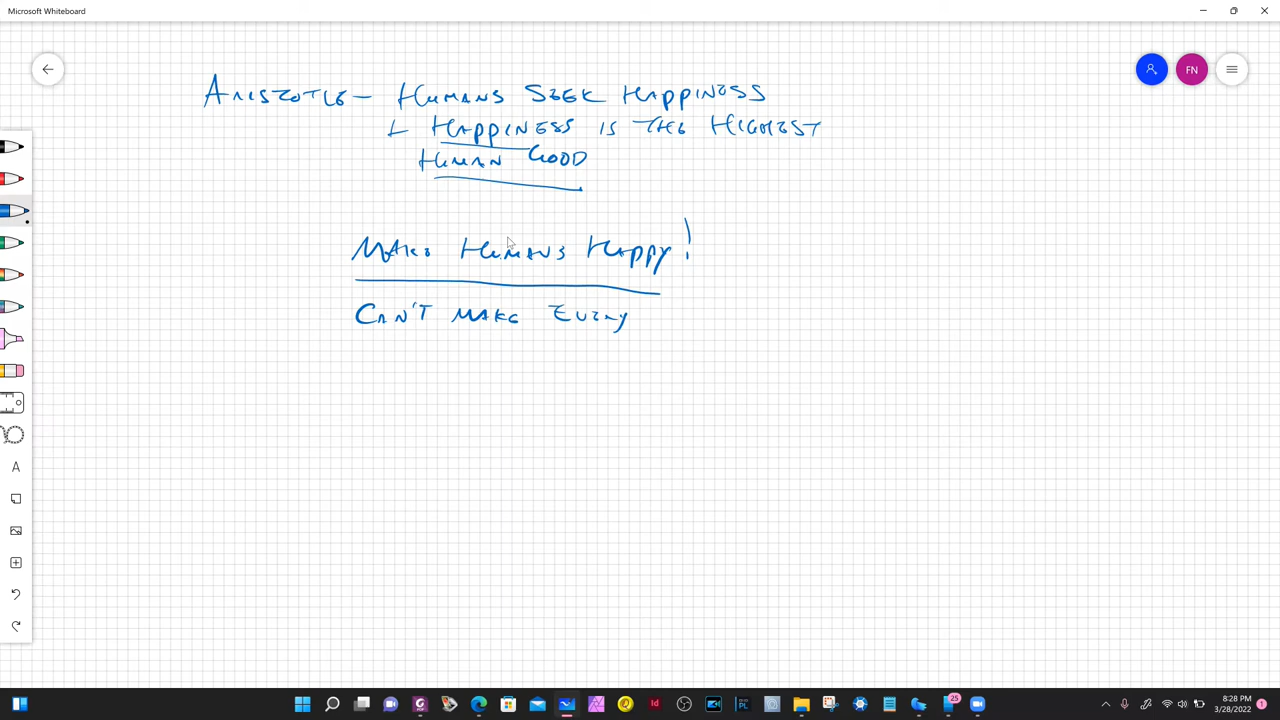 Microsoft Whiteboard
FN
ARISTOTLE - HUMANS SEEK HAPPINESS
HAPPINESS IS THE HIGHEST
HUMAN GOOD
MAKE HUMANS HAPPY!
CAN'T MAKE EVERY
A
25
8:28 PM
3/28/2022